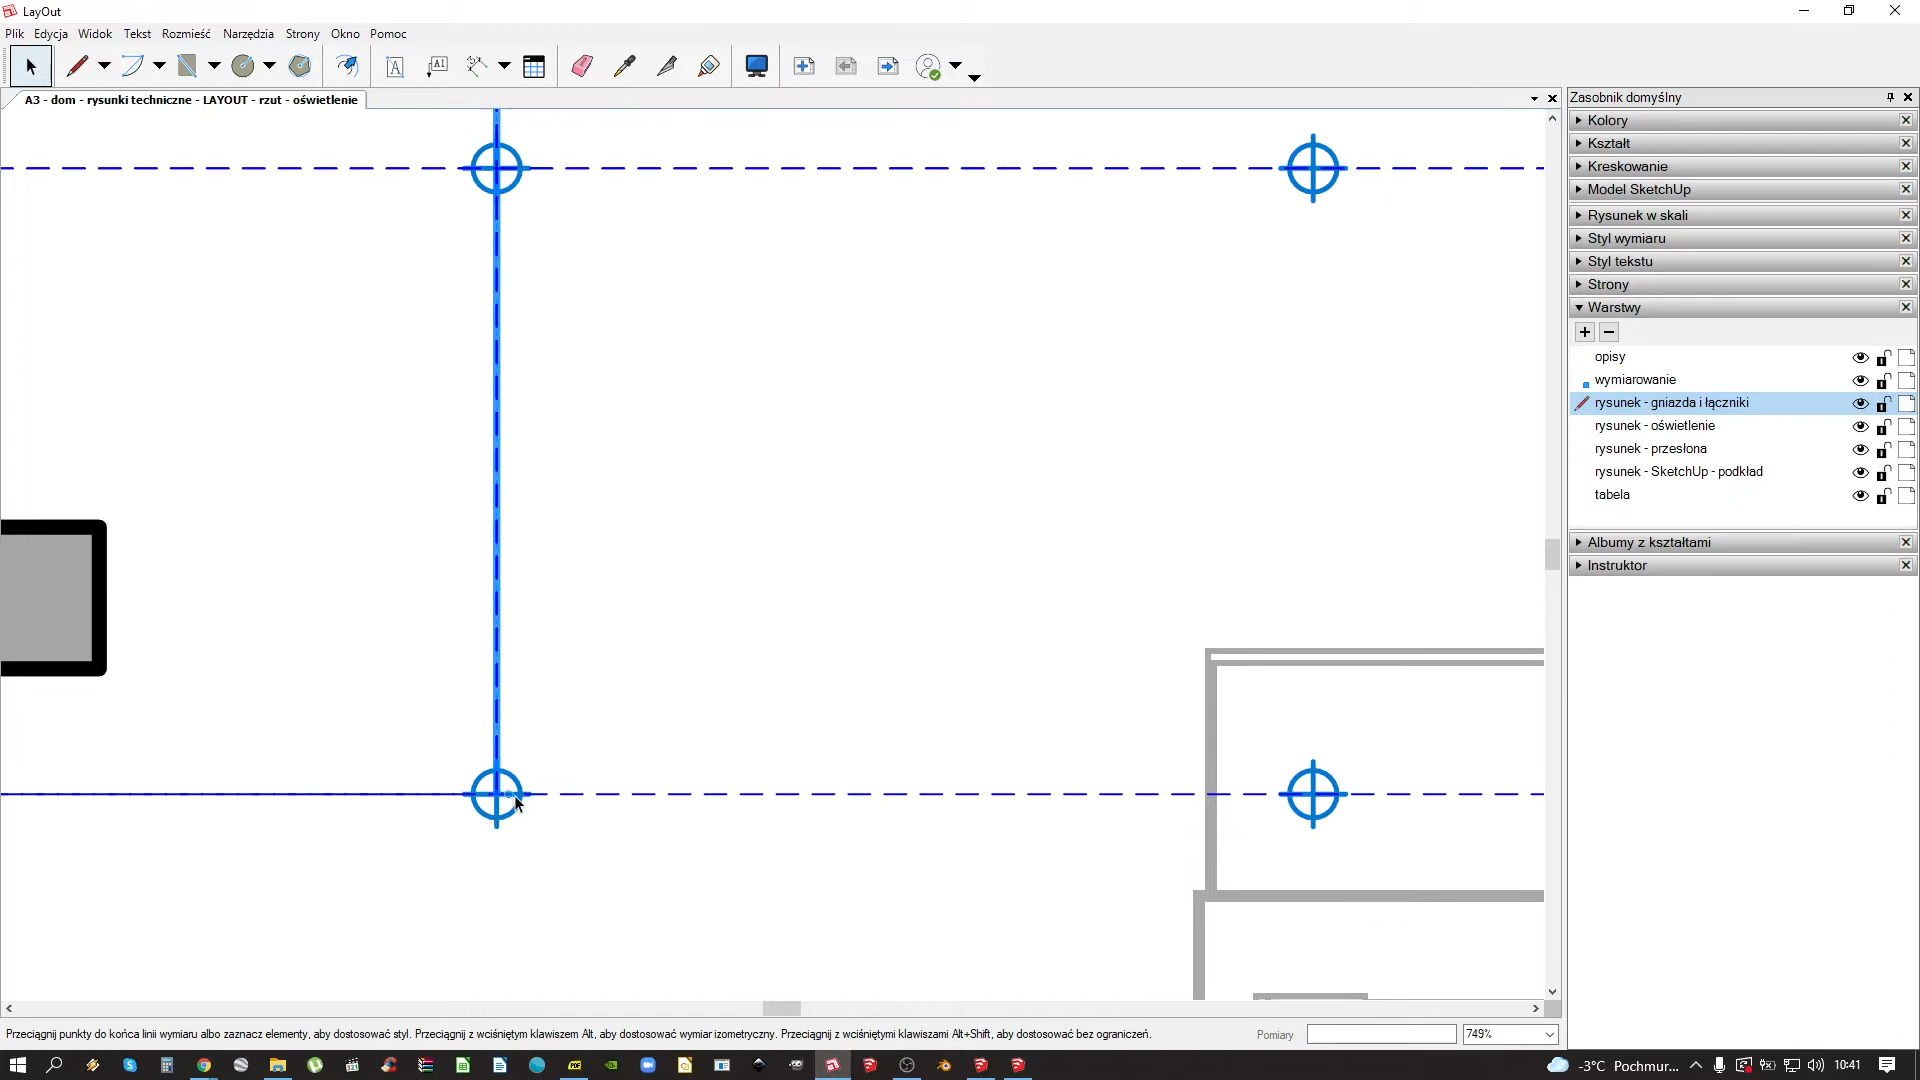 LayOut
Plik Edycja Widok Tekst Rozmieść Narzędzia Strony Okno Pomoc
A1
A3 - dom - rysunki techniczne - LAYOUT - rzut - oświetlenie
Zasobnik domyślny
Kolory
Kształt
Kreskowanie
Model SketchUp
Rysunek w skali
Styl wymiaru
Styl tekstu
Strony
Warstwy
opisy
wymiarowanie
rysunek - gniazda i łączniki
rysunek - oświetlenie
rysunek - przesłona
rysunek - SketchUp - podkład
tabela
Albumy z kształtami
Instruktor
Przeciągnij punkty do końca linii wymiaru albo zaznacz elementy, aby dostosować styl. Przeciągnij z wciśniętym klawiszem Alt, aby dostosować wymiar izometryczny. Przeciągnij z wciśniętymi klawiszami Alt+Shift, aby dostosować bez ograniczeń.
Pomiary
749%
-3°C Pochmur...
10:41